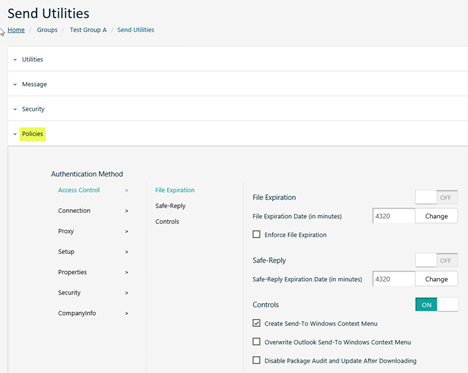 Send Utilities
Home / Groups / Test Group A / Send Utilities
Utilities
Message
Security
Policies
Authentication Method
Access Control >
Connection >
Proxy >
Setup >
Properties >
Security >
CompanyInfo >
File Expiration
Safe-Reply
Controls
File Expiration OFF
File Expiration Date (in minutes) 4320 Change
Enforce File Expiration
Safe-Reply OFF
Safe-Reply Expiration Date (in minutes) 4320 Change
Controls ON
Create Send-To Windows Context Menu
Overwrite Outlook Send-To Windows Context Menu
Disable Package Audit and Update After Downloading